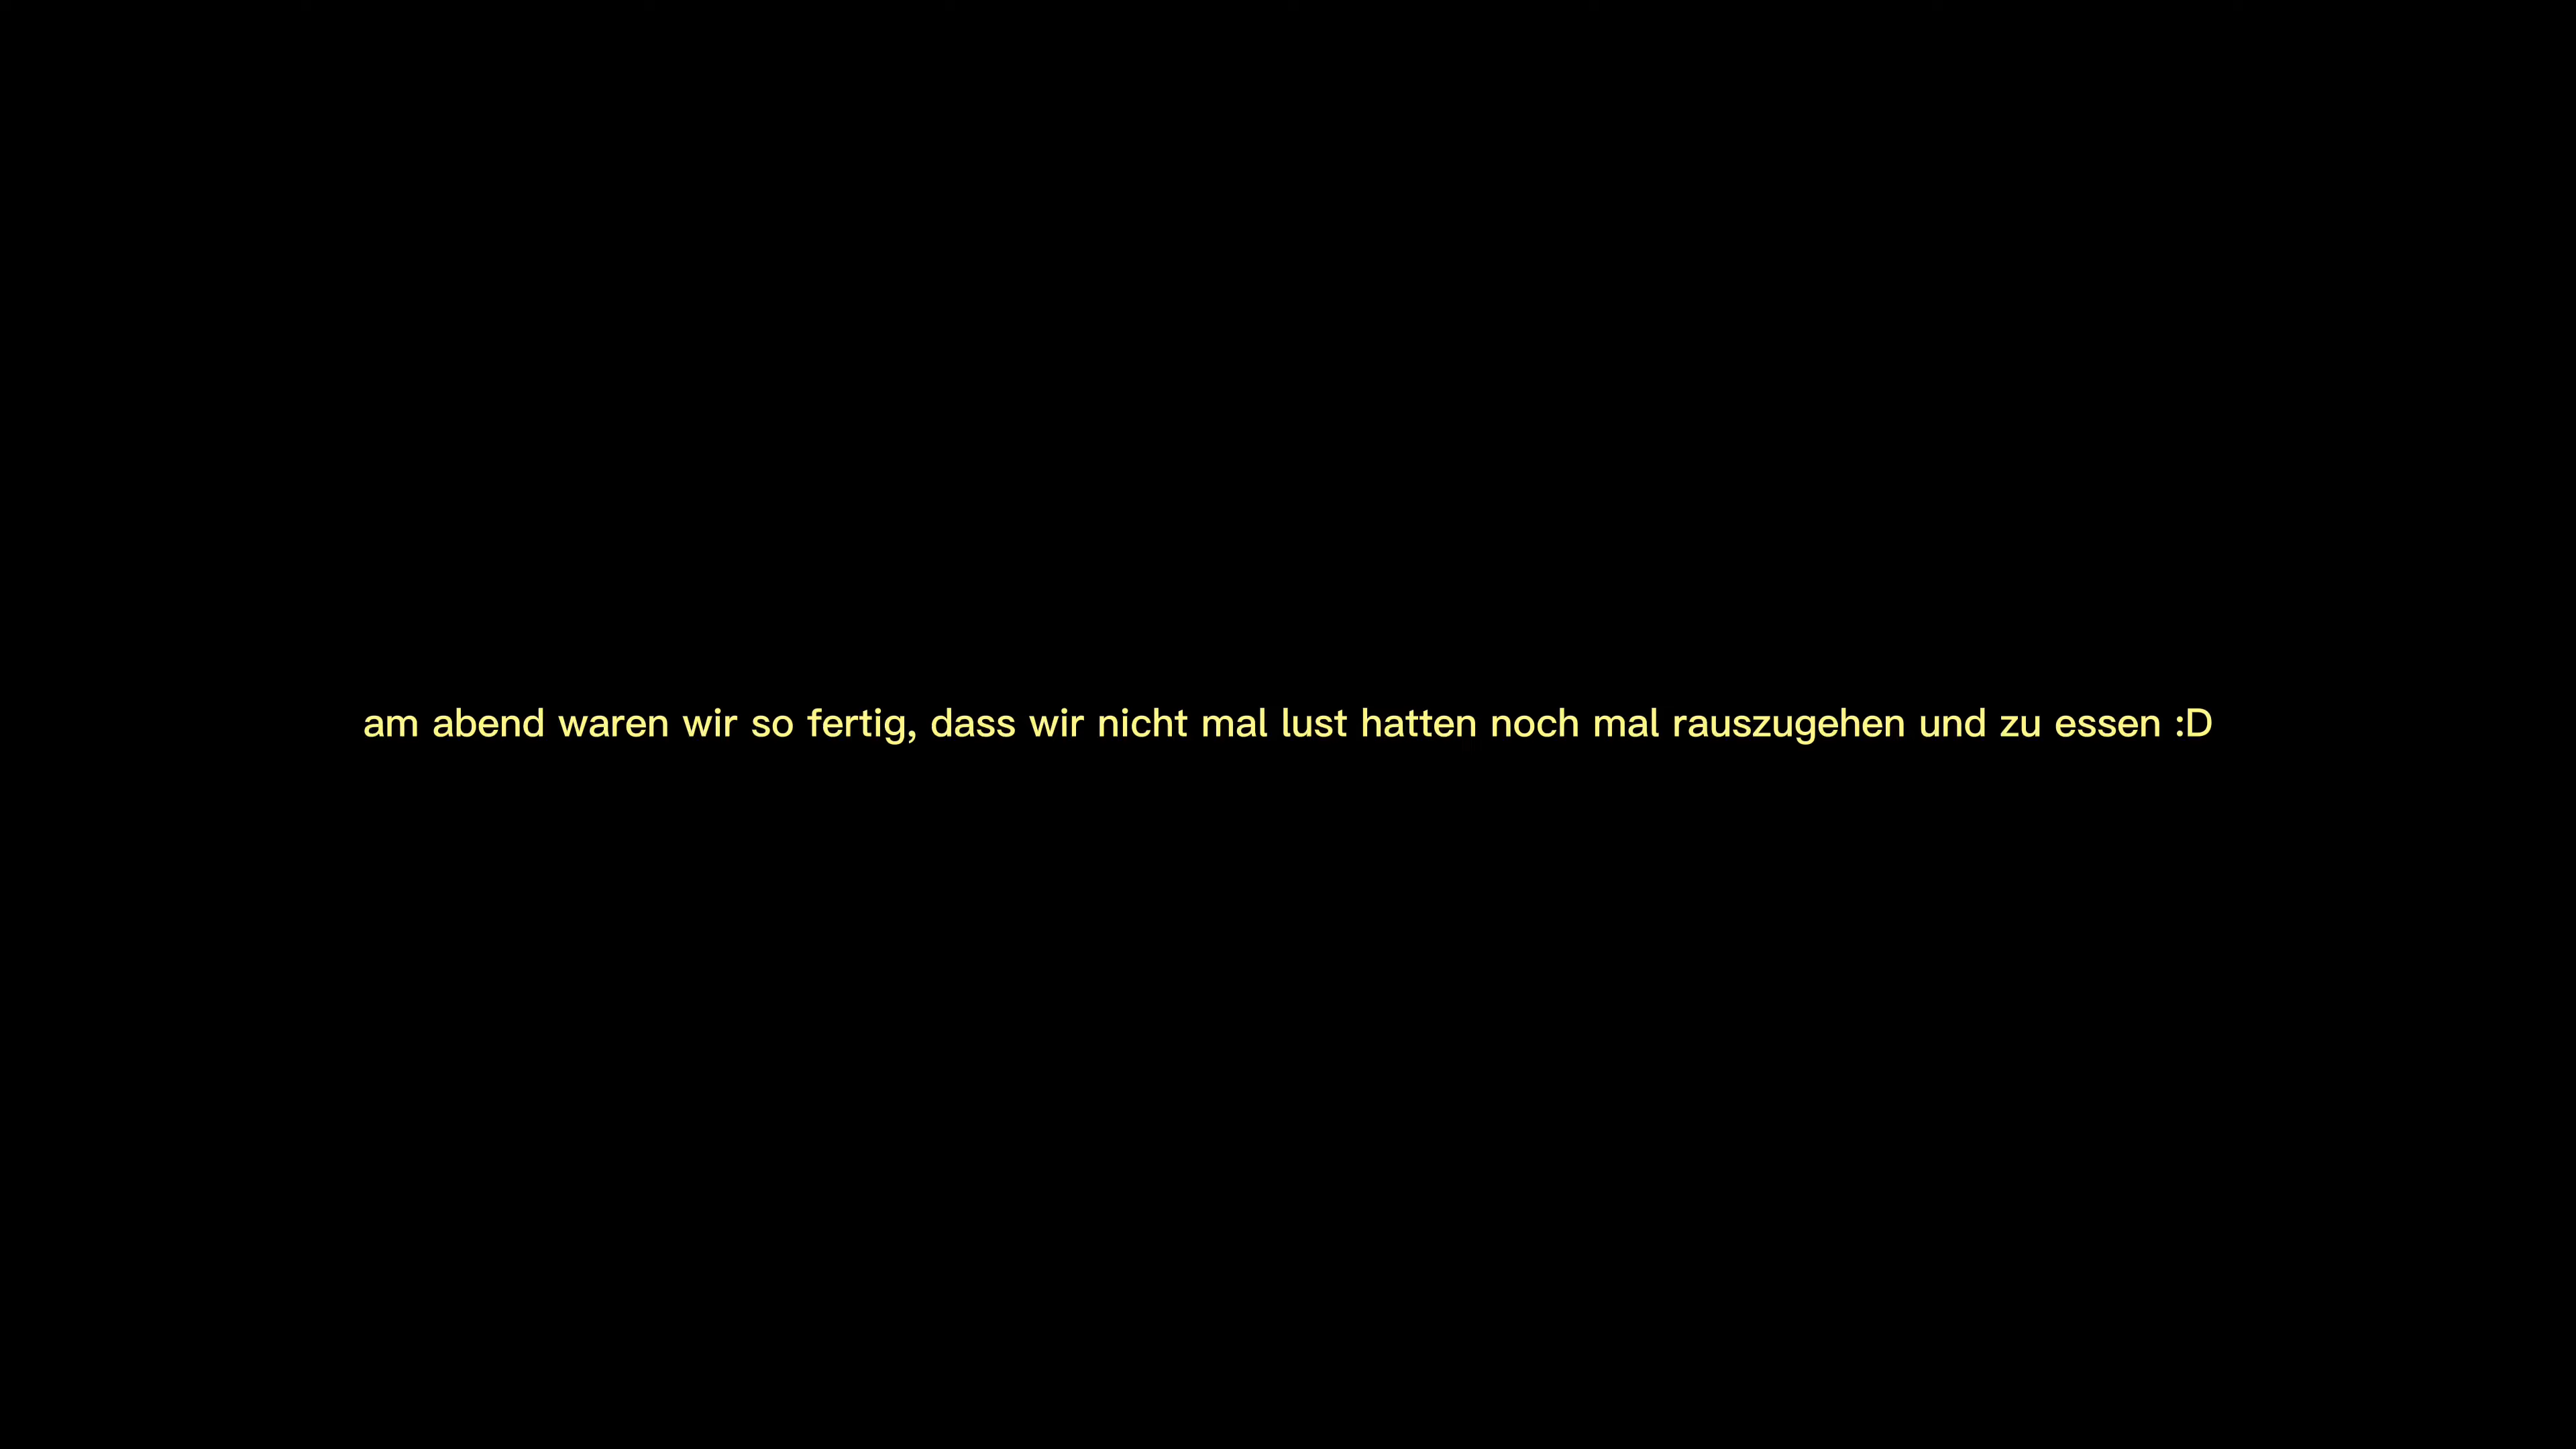 am abend waren wir so fertig, dass wir nicht mal lust hatten noch mal rauszugehen und zu essen :D